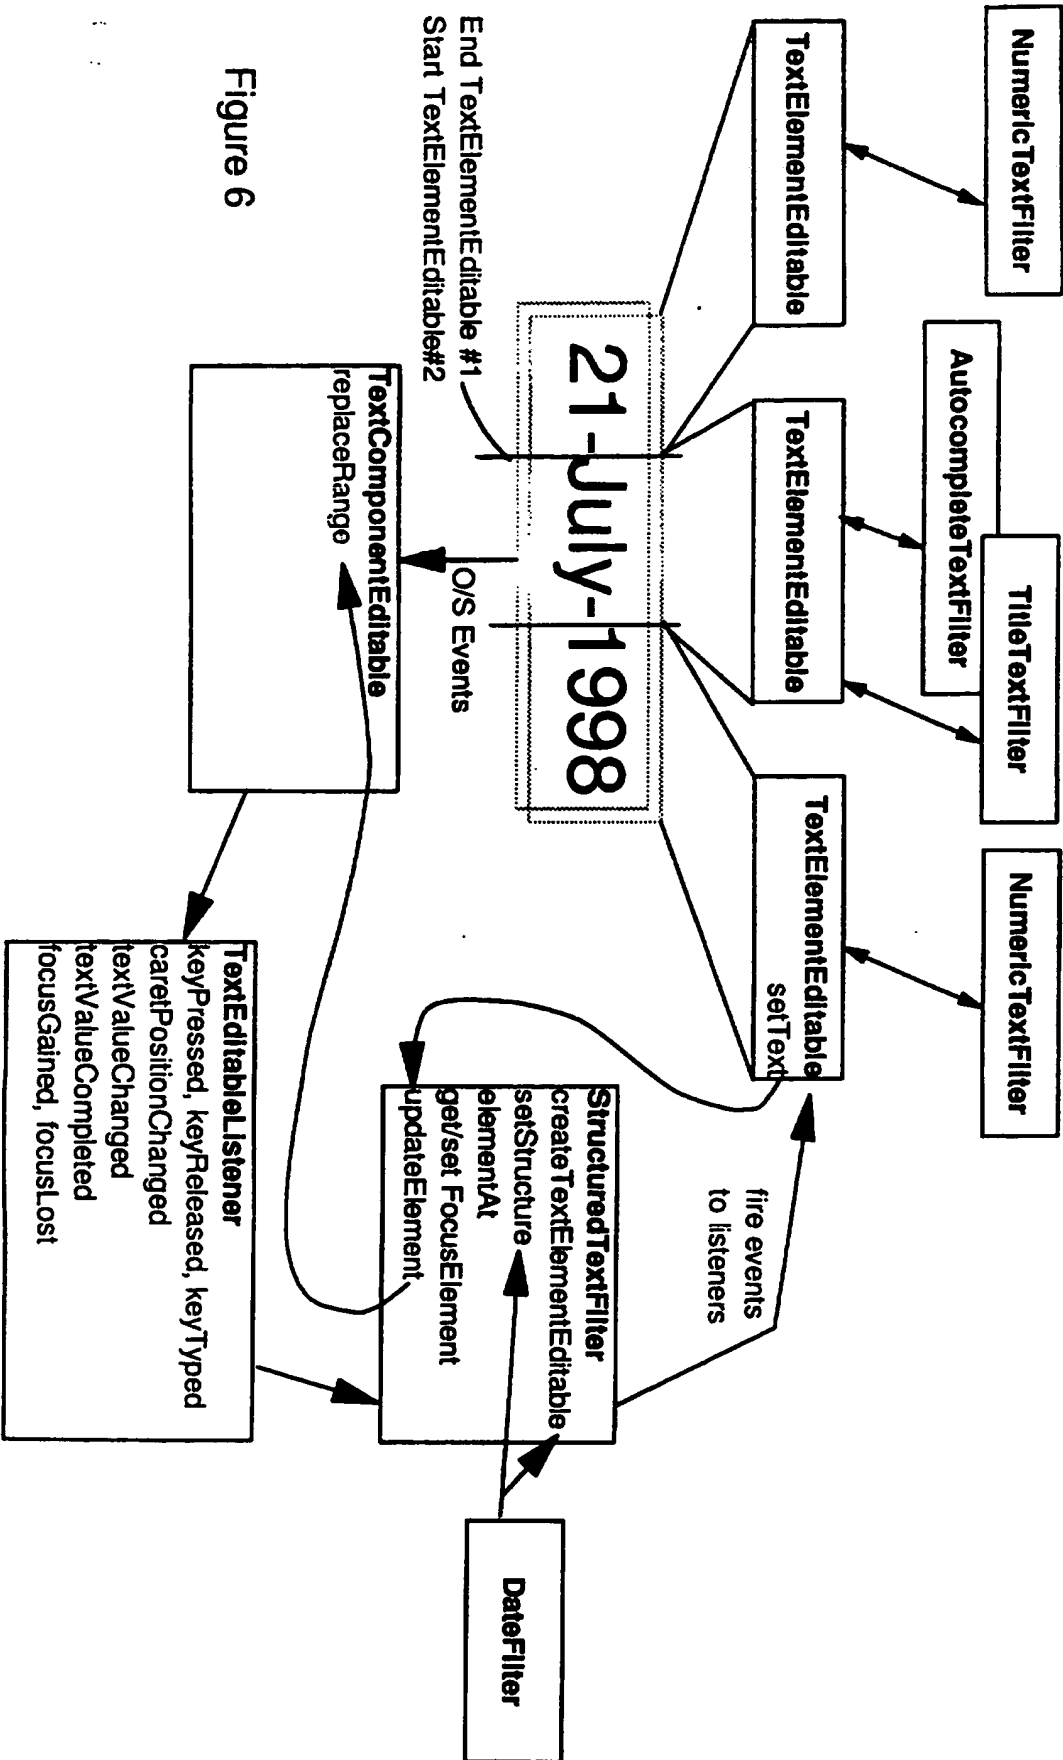 NumericTextFilter
AutocompleteTextFilter
TitleTextFilter
NumericTextFilter
TextElementEditable
TextElementEditable
TextElementEditable
setText
fire events
to listeners
21-July-1998
End TextElementEditable #1
Start TextElementEditable#2
O/S Events
TextComponentEditable
replaceRange
StructuredTextFilter
createTextElementEditable
setStructure
elementAt
get/set FocusElement
updateElement
DateFilter
TextEditableListener
keyPressed, keyReleased, keyTyped
caretPositionChanged
textValueChanged
textValueCompleted
focusGained, focusLost
Figure 6